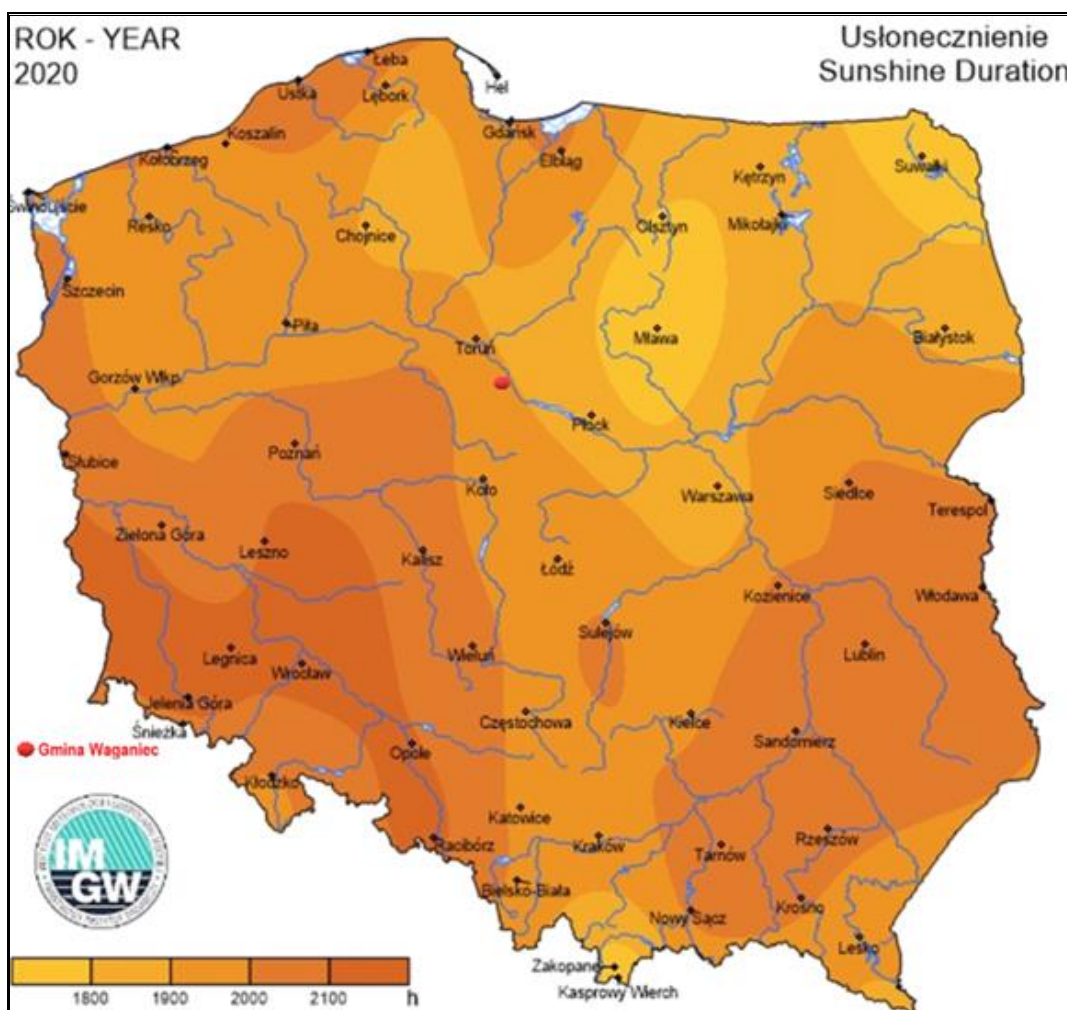 ROK - YEAR
2020
Usłonecznienie
Sunshine Duration
Łeba
Ustka
Lębork
Hel
Koszalin
Gdańsk
Kołobrzeg
Elbląg
Kętrzyn
Suwałki
Świnoujście
Resko
Chojnice
Olsztyn
Mikołajki
Szczecin
Piła
Toruń
Mława
Białystok
Gorzów Wlkp.
Płock
Słubice
Poznań
Koło
Warszawa
Siedlce
Terespol
Zielona Góra
Leszno
Kalisz
Łódź
Kozienice
Włodawa
Sulejów
Legnica
Wrocław
Wieluń
Lublin
Jelenia Góra
Śnieżka
Częstochowa
Kielce
Sandomierz
Gmina Waganiec
Opole
Kłodzko
Katowice
Kraków
Racibórz
Tarnów
Rzeszów
Bielsko-Biała
Nowy Sącz
Krosno
Lesko
Zakopane
Kasprowy Wierch
IM
GW
1800 1900 2000 2100 h